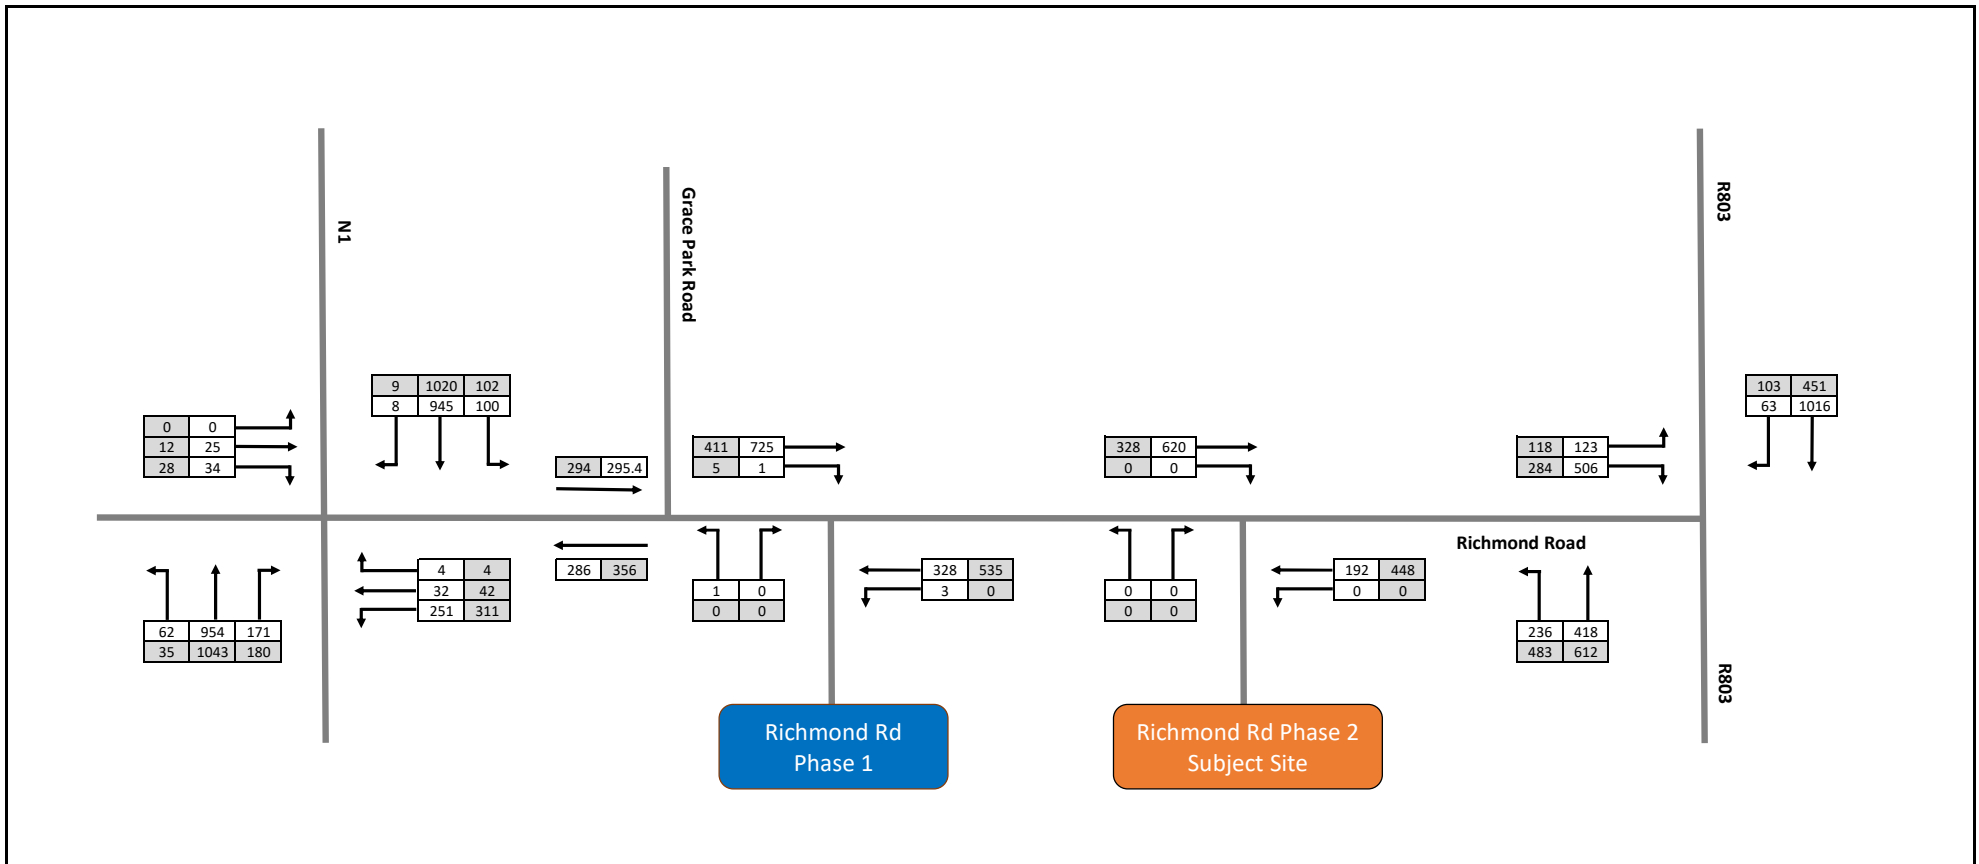 N1
Grace Park Road
R803
9 1020 102
8 945 100
103 451
63 1016
0 0
12 25
28 34
294 295.4
411 725
5 1
328 620
0 0
118 123
284 506
Richmond Road
4 4
32 42
251 311
286 356
1 0
0 0
328 535
3 0
0 0
0 0
192 448
0 0
62 954 171
35 1043 180
236 418
483 612
R803
Richmond Rd
Phase 1
Richmond Rd Phase 2
Subject Site